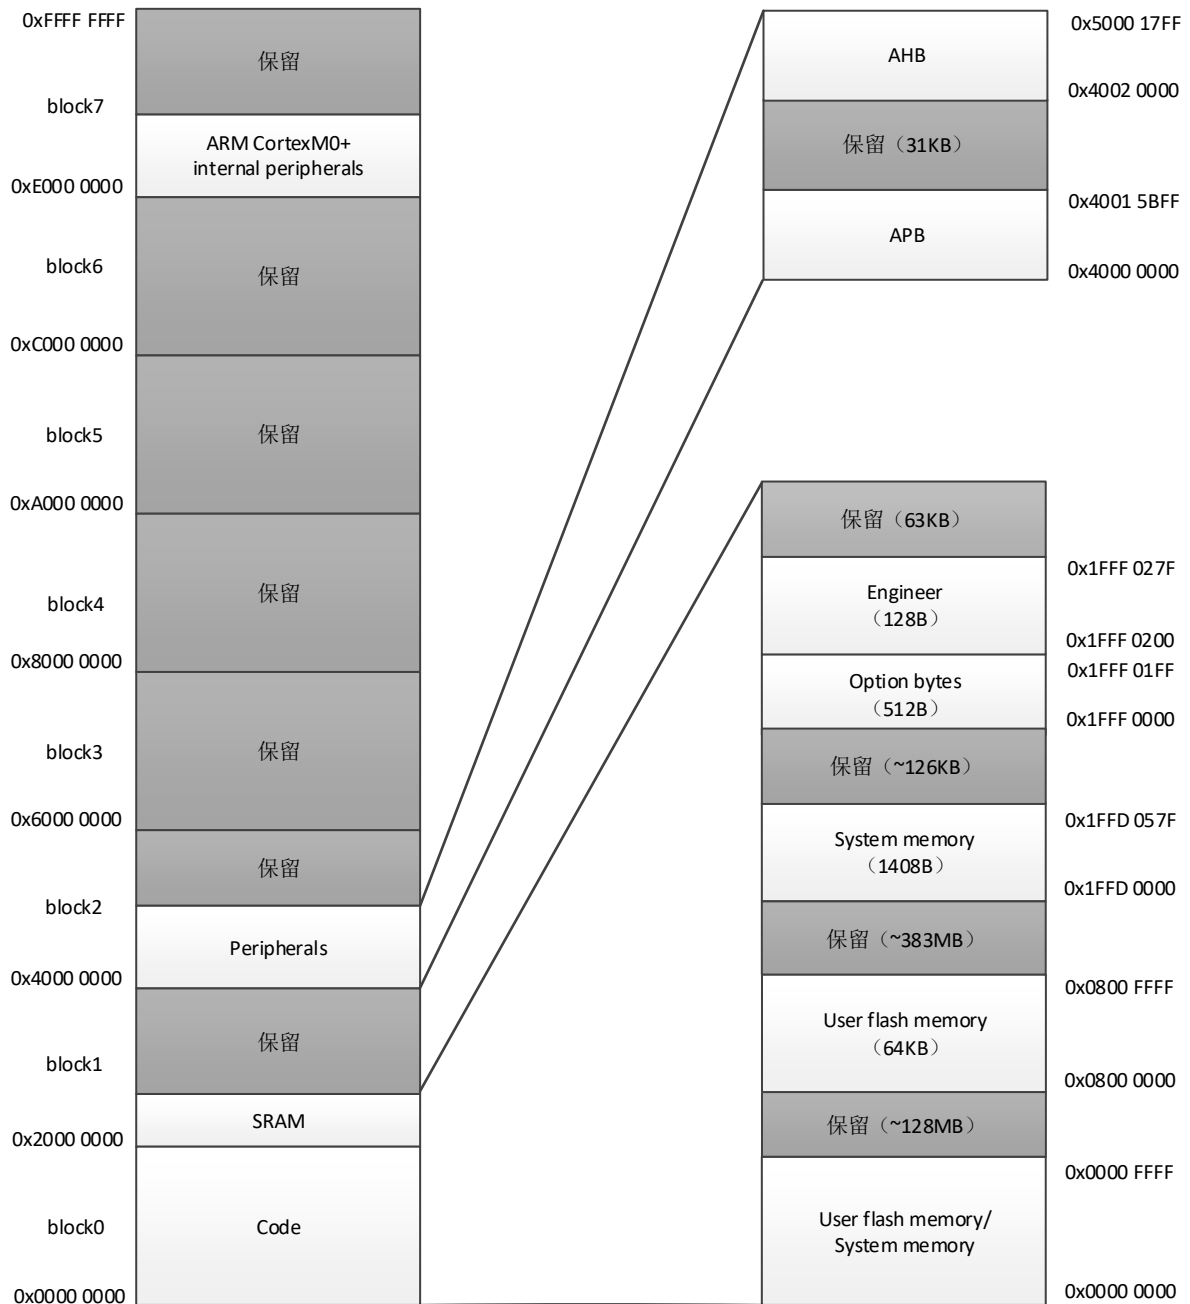 0xFFFF FFFF
保留
block7
ARM CortexM0+
internal peripherals
0xE000 0000
block6
保留
0xC000 0000
block5
保留
0xA000 0000
block4
保留
0x8000 0000
block3
保留
0x6000 0000
保留
block2
Peripherals
0x4000 0000
保留
block1
SRAM
0x2000 0000
block0
Code
0x0000 0000
0x5000 17FF
AHB
0x4002 0000
保留（31KB）
0x4001 5BFF
APB
0x4000 0000
保留（63KB）
0x1FFF 027F
Engineer
（128B）
0x1FFF 0200
0x1FFF 01FF
Option bytes
（512B）
0x1FFF 0000
保留（~126KB）
0x1FFD 057F
System memory
（1408B）
0x1FFD 0000
保留（~383MB）
0x0800 FFFF
User flash memory
（64KB）
0x0800 0000
保留（~128MB）
0x0000 FFFF
User flash memory/
System memory
0x0000 0000